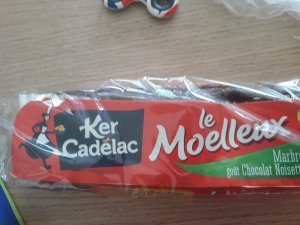 Ker
Cadélac
le
Moelleux
Marbré
goût Chocolat Noisette